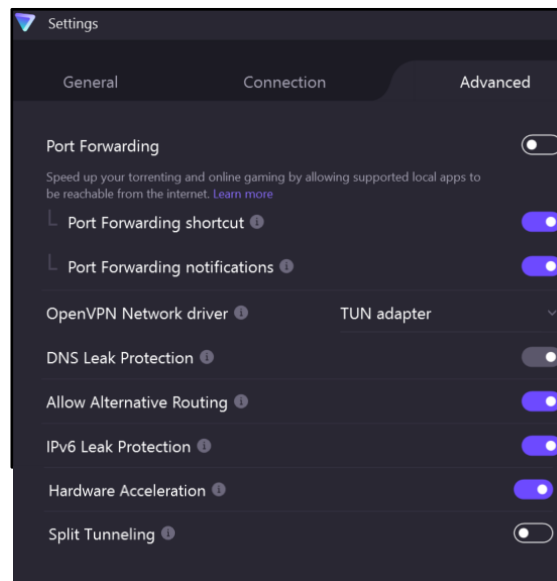 Settings
General Connection Advanced
Port Forwarding
Speed up your torrenting and online gaming by allowing supported local apps to
be reachable from the internet. Learn more
Port Forwarding shortcut
Port Forwarding notifications
OpenVPN Network driver TUN adapter
DNS Leak Protection
Allow Alternative Routing
IPv6 Leak Protection
Hardware Acceleration
Split Tunneling